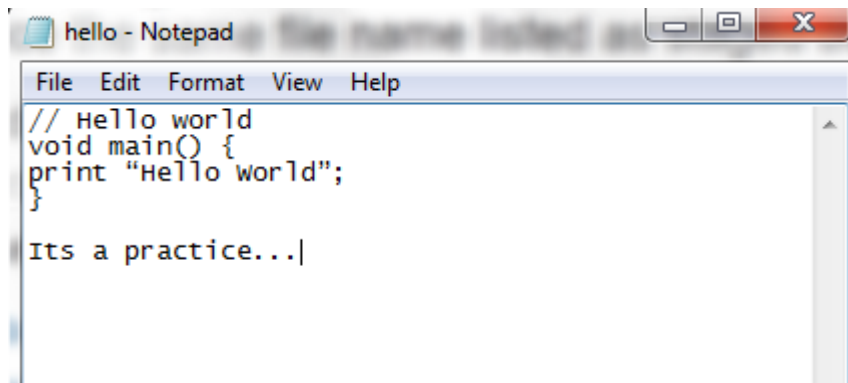 hello - Notepad
File Edit Format View Help
// Hello world
void main() {
print “Hello World”;
}
Its a practice...